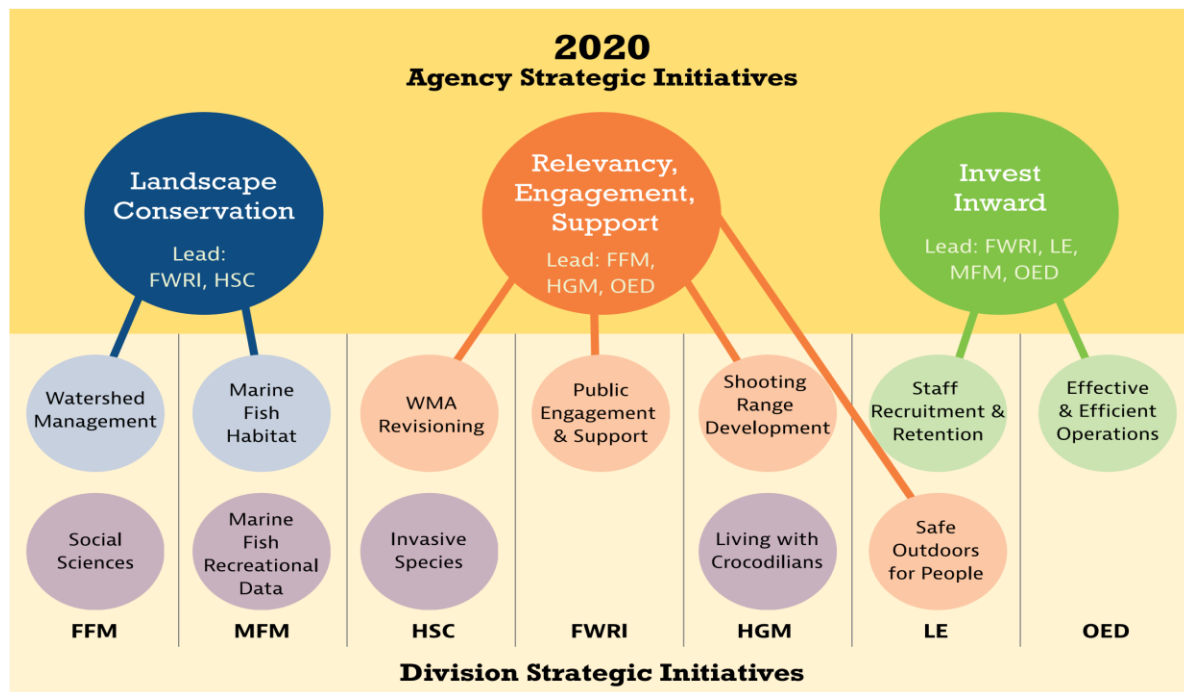 2020
Agency Strategic Initiatives
Landscape
Conservation
Lead:
FWRI, HSC
Relevancy,
Engagement,
Support
Lead: FFM,
HGM, OED
Invest
Inward
Lead: FWRI, LE,
MFM, OED
Watershed
Management
Marine
Fish
Habitat
WMA
Revisioning
Public
Engagement
& Support
Shooting
Range
Development
Staff
Recruitment &
Retention
Effective
& Efficient
Operations
Social
Sciences
Marine
Fish
Recreational
Data
Invasive
Species
Living with
Crocodilians
Safe
Outdoors
for People
FFM
MFM
HSC
FWRI
HGM
LE
OED
Division Strategic Initiatives